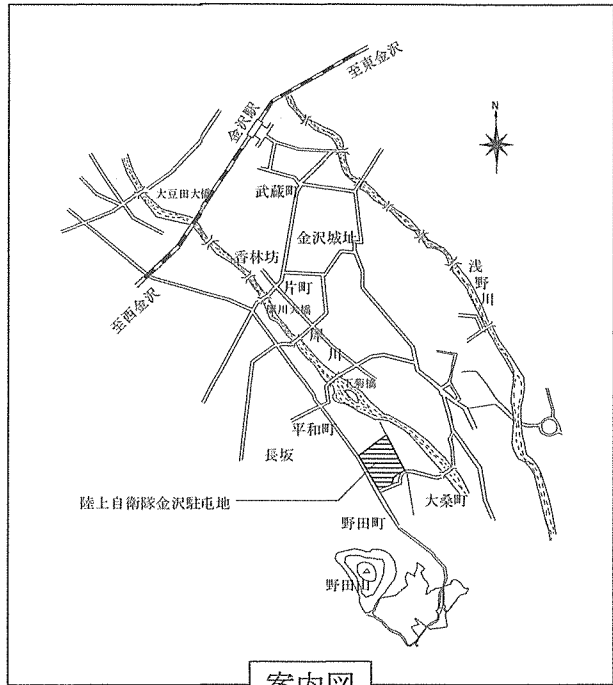 至東金沢
金沢駅
N
大豆田大橋
武蔵町
金沢城址
香林坊
浅野川
至西金沢
片町
犀川大橋
犀川
下菊橋
平和町
長坂
陸上自衛隊金沢駐屯地
大桑町
野田町
野田山
案内図